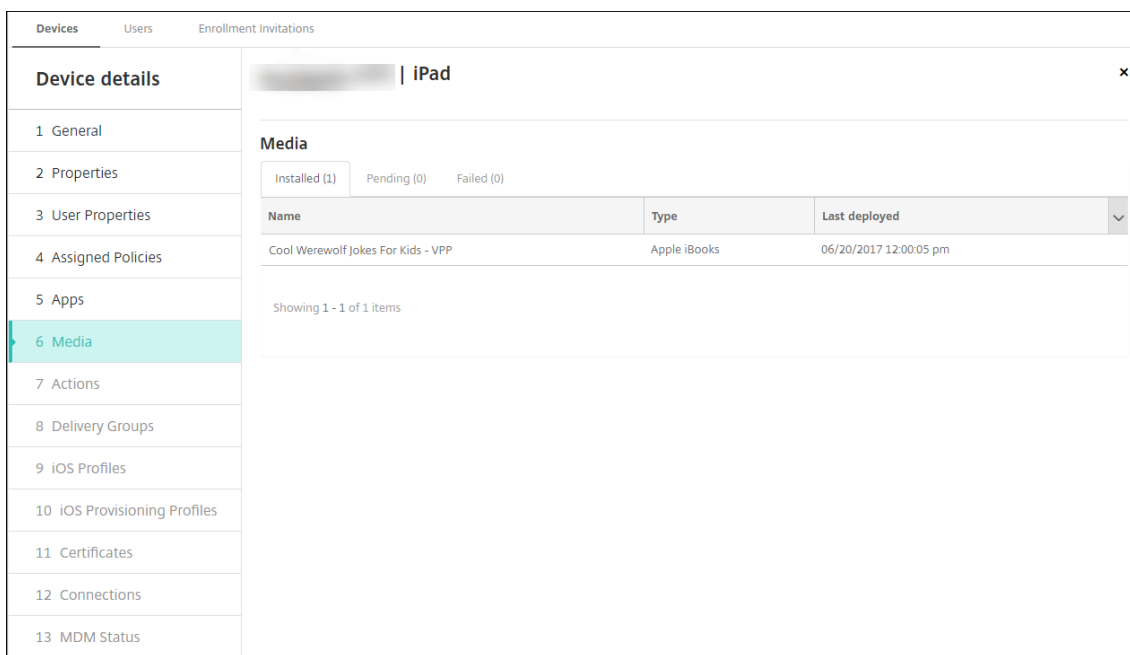 Devices Users Enrollment Invitations
Device details
| iPad
×
1 General
2 Properties
3 User Properties
4 Assigned Policies
5 Apps
6 Media
7 Actions
8 Delivery Groups
9 iOS Profiles
10 iOS Provisioning Profiles
11 Certificates
12 Connections
13 MDM Status
Media
Installed (1) Pending (0) Failed (0)
Name Type Last deployed
Cool Werewolf Jokes For Kids - VPP Apple iBooks 06/20/2017 12:00:05 pm
Showing 1 - 1 of 1 items